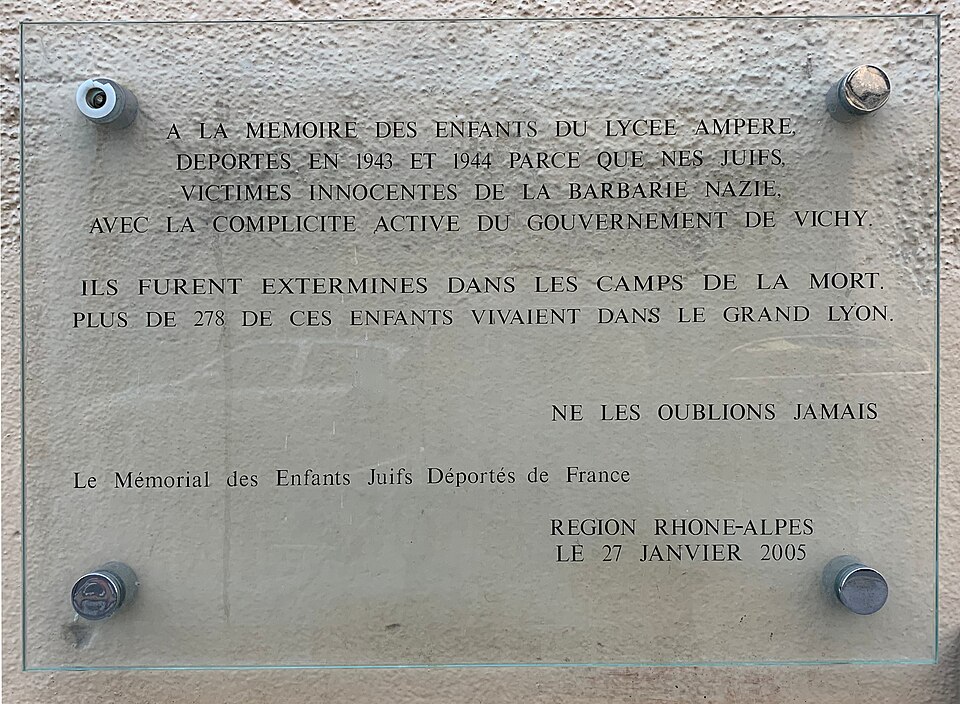 A LA MEMOIRE DES ENFANTS DU LYCEE AMPERE,
DEPORTES EN 1943 ET 1944 PARCE QUE NES JUIFS,
VICTIMES INNOCENTES DE LA BARBARIE NAZIE,
AVEC LA COMPLICITE ACTIVE DU GOUVERNEMENT DE VICHY.
ILS FURENT EXTERMINES DANS LES CAMPS DE LA MORT.
PLUS DE 278 DE CES ENFANTS VIVAIENT DANS LE GRAND LYON.
NE LES OUBLIONS JAMAIS
Le Mémorial des Enfants Juifs Déportés de France
REGION RHONE-ALPES
LE 27 JANVIER 2005